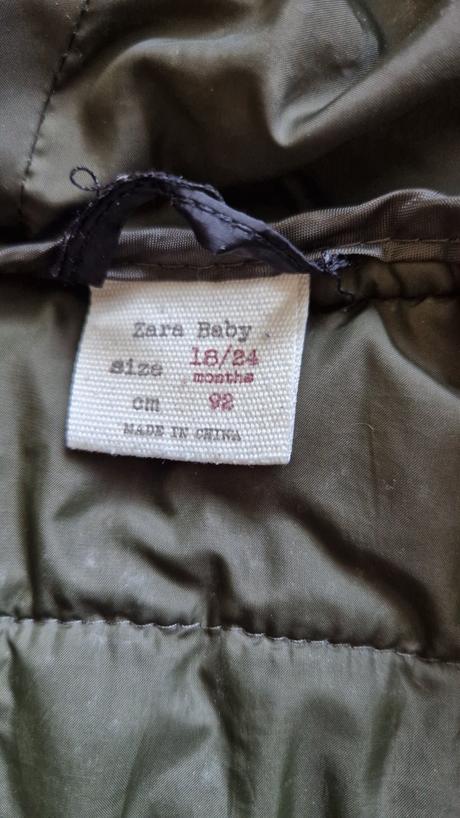 Zara Baby
size 18/24
months
cm 92
MADE IN CHINA